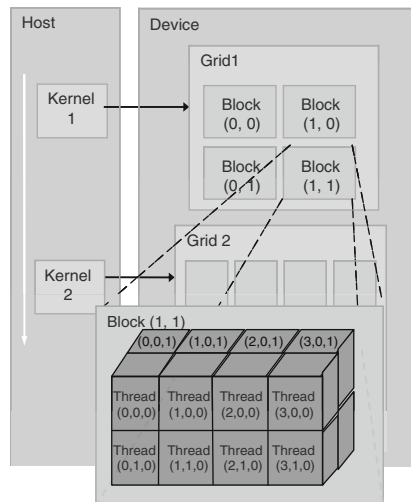 Host
Device
Grid1
Kernel
1
Block
(0, 0)
Block
(1, 0)
Block
(0, 1)
Block
(1, 1)
Grid 2
Kernel
2
Block (1, 1)
(0,0,1) (1,0,1) (2,0,1) (3,0,1)
Thread Thread Thread Thread
(0,0,0) (1,0,0) (2,0,0) (3,0,0)
Thread Thread Thread Thread
(0,1,0) (1,1,0) (2,1,0) (3,1,0)